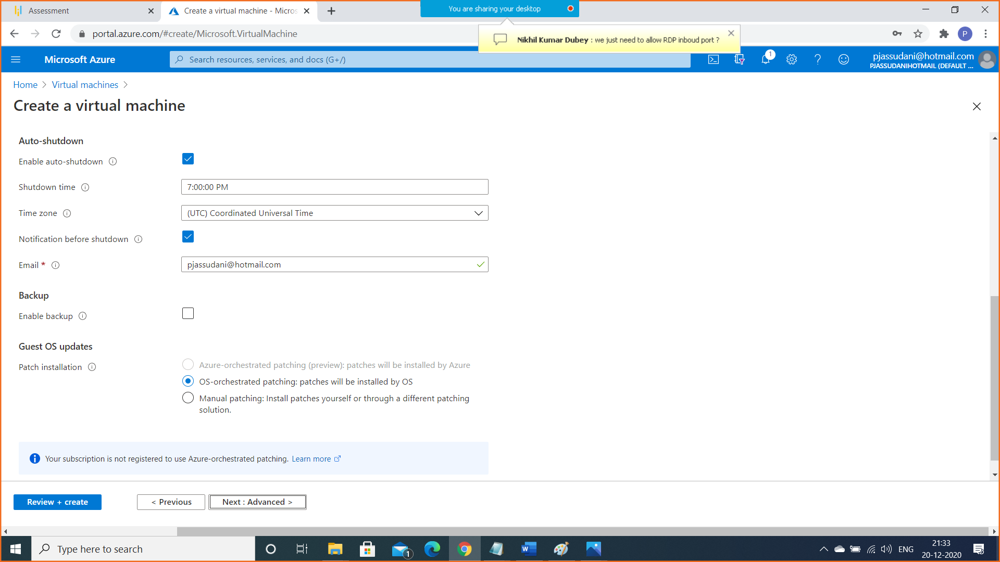 Assessment
Create a virtual machine - Micros
You are sharing your desktop
portal.azure.com/#create/Microsoft.VirtualMachine
Nikhil Kumar Dubey : we just need to allow RDP inboud port ?
P
Microsoft Azure
Search resources, services, and docs (G+/)
1
pjassudani@hotmail.com
PJASSUDANIHOTMAIL (DEFAULT ...
Home > Virtual machines >
Create a virtual machine
Auto-shutdown
Enable auto-shutdown
Shutdown time
7:00:00 PM
Time zone
(UTC) Coordinated Universal Time
Notification before shutdown
Email *
pjassudani@hotmail.com
Backup
Enable backup
Guest OS updates
Patch installation
Azure-orchestrated patching (preview): patches will be installed by Azure
OS-orchestrated patching: patches will be installed by OS
Manual patching: Install patches yourself or through a different patching
solution.
Your subscription is not registered to use Azure-orchestrated patching. Learn more
Review + create
< Previous
Next : Advanced >
Type here to search
1
ENG
21:33
20-12-2020